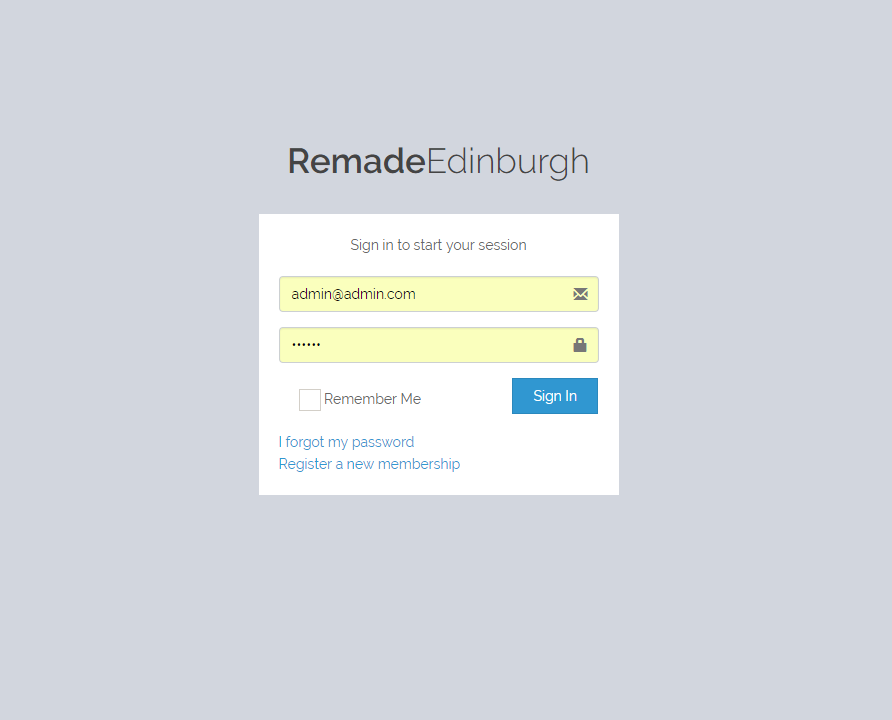 RemadeEdinburgh
Sign in to start your session
admin@admin.com
••••••
Remember Me
Sign In
I forgot my password
Register a new membership